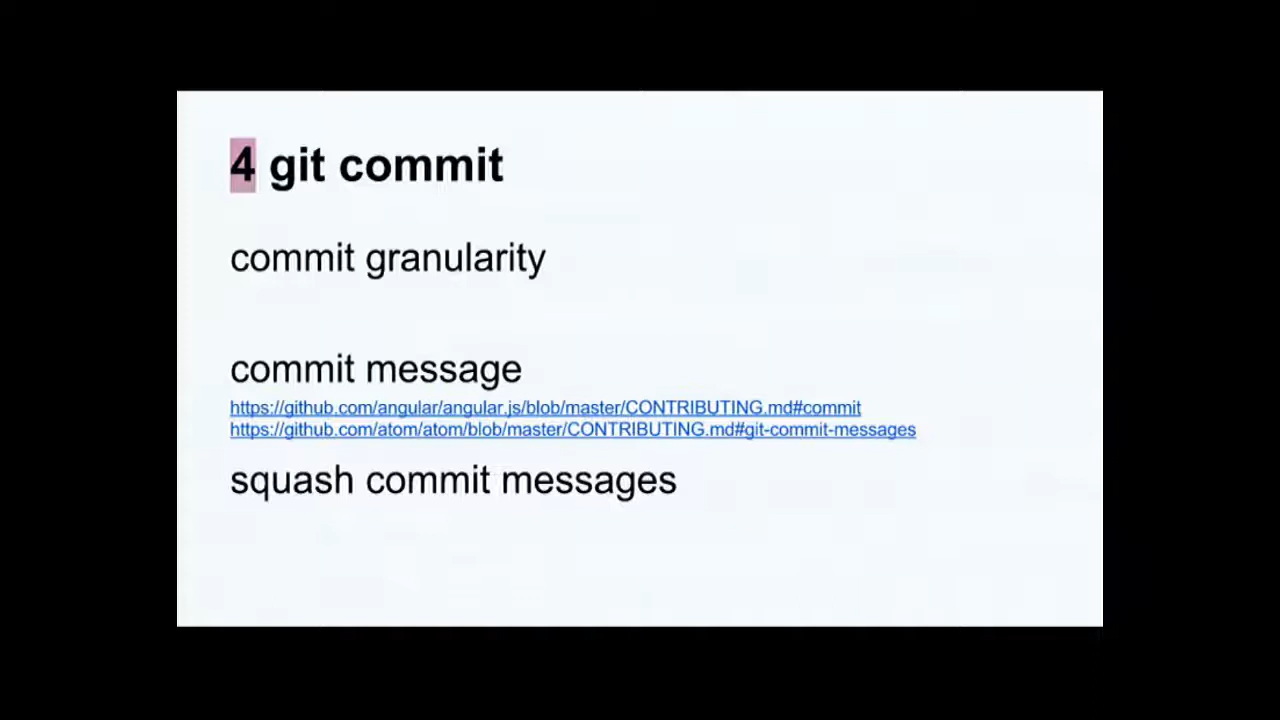 4 git commit
commit granularity
commit message
https://github.com/angular/angular.js/blob/master/CONTRIBUTING.md#commit
https://github.com/atom/atom/blob/master/CONTRIBUTING.md#git-commit-messages
squash commit messages